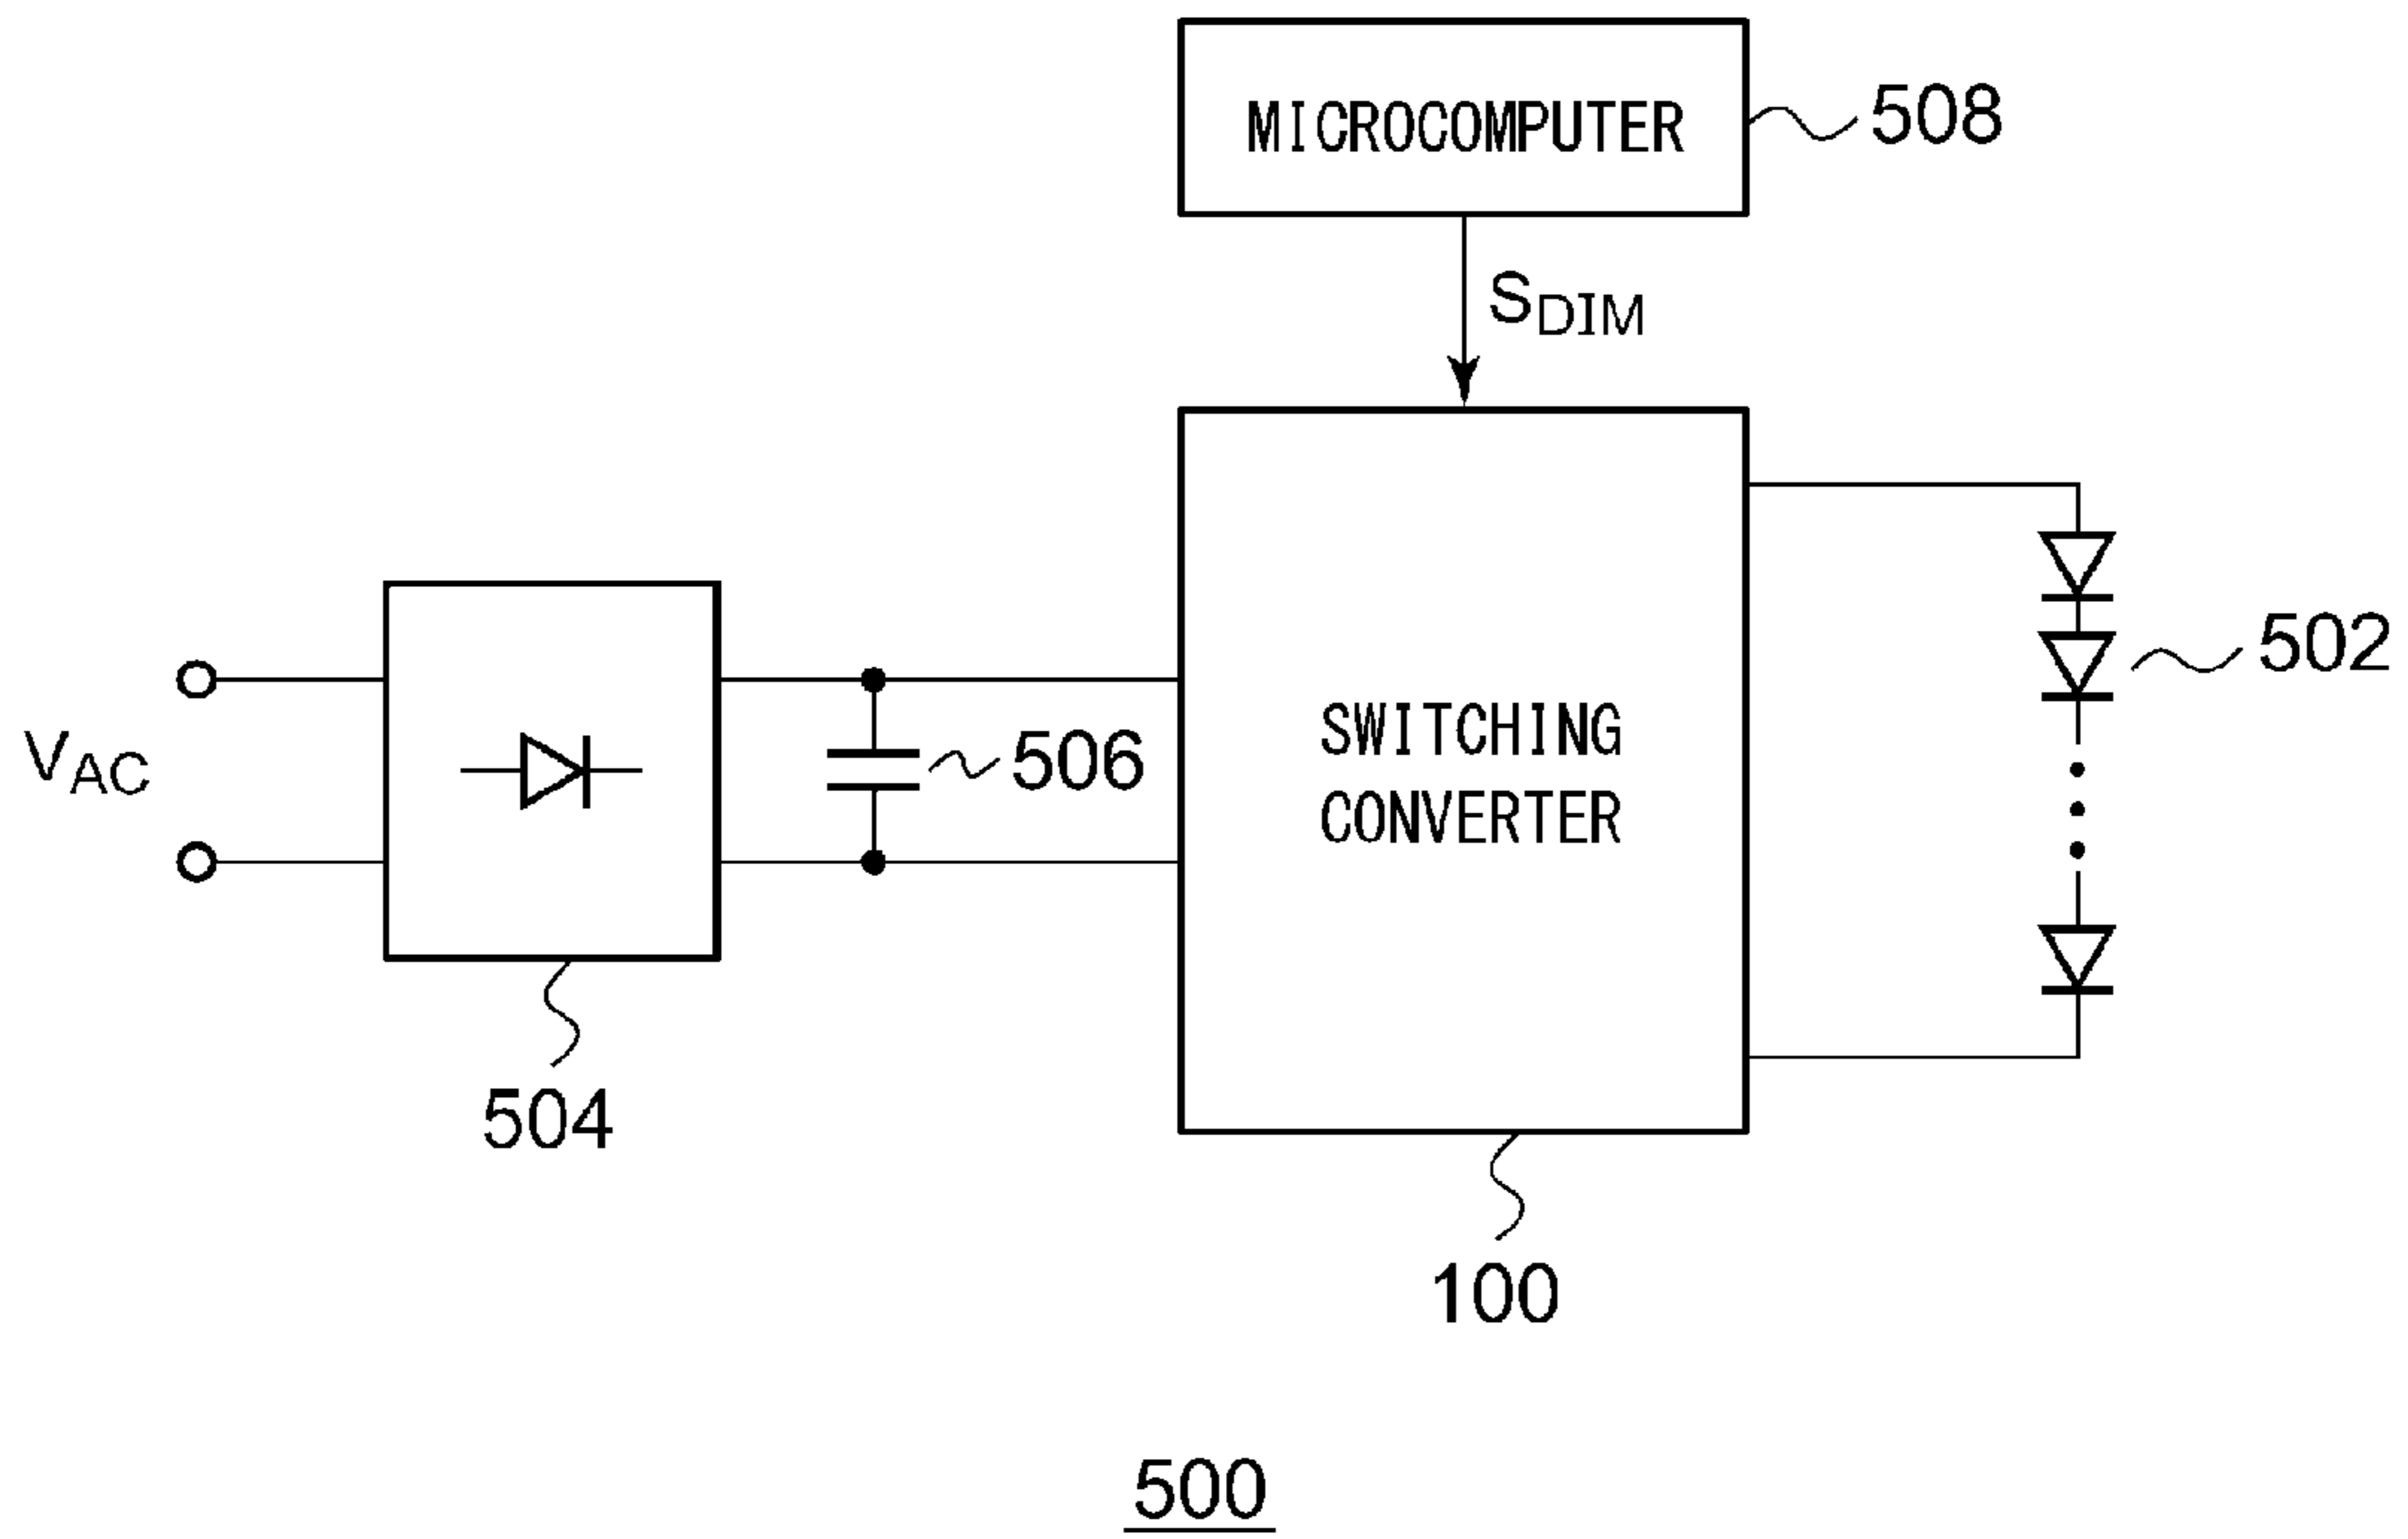 MICROCOMPUTER
508
SDIM
502
VAC
506
SWITCHING
CONVERTER
504
100
500